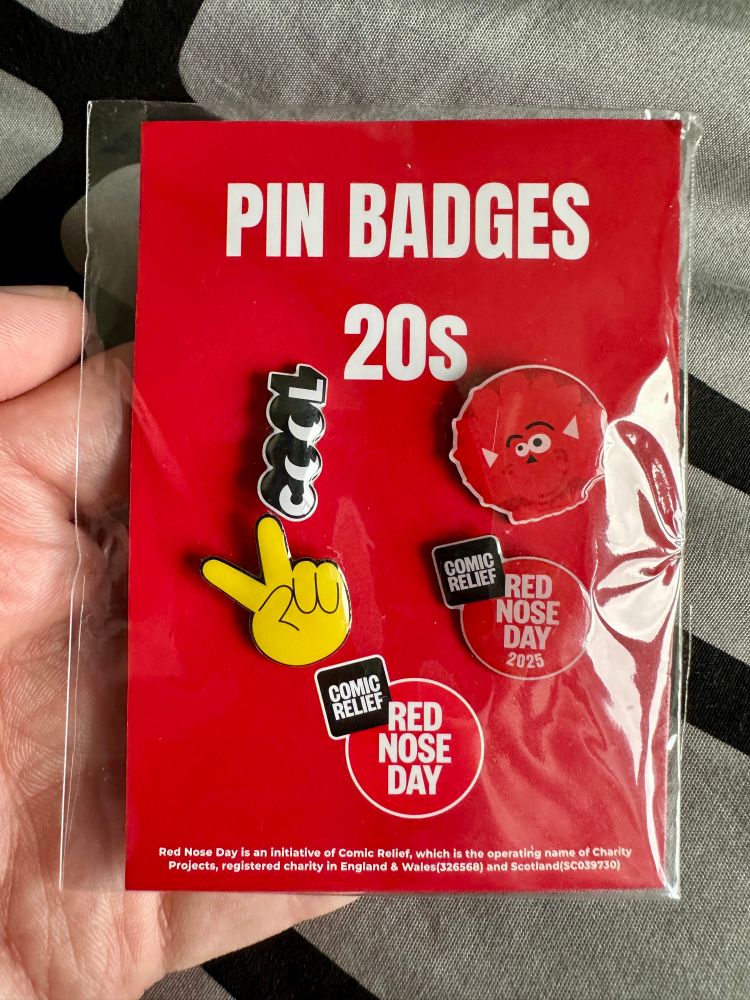 PIN BADGES
20s
COOL
COMIC
RELIEF
RED
NOSE
DAY
2025
COMIC
RELIEF
RED
NOSE
DAY
Red Nose Day is an initiative of Comic Relief, which is the operating name of Charity
Projects, registered charity in England & Wales(326568) and Scotland(SC039730)